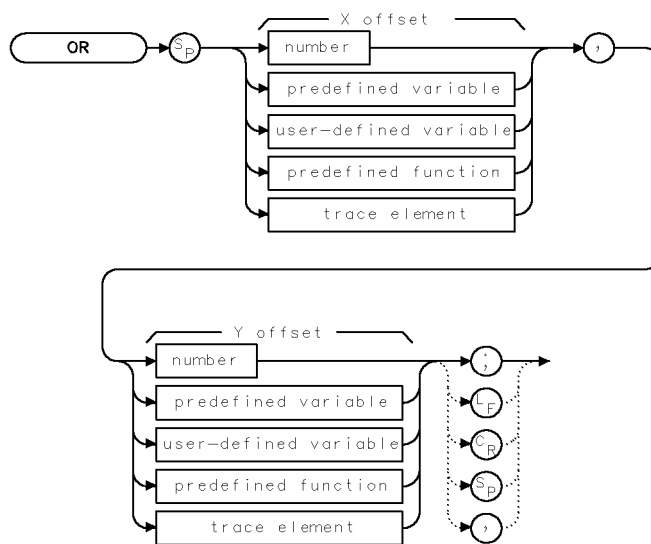 X offset
OR SP number ,
predefined variable
user-defined variable
predefined function
trace element
Y offset
number ;
predefined variable LF
user-defined variable CR
predefined function SP
trace element ,